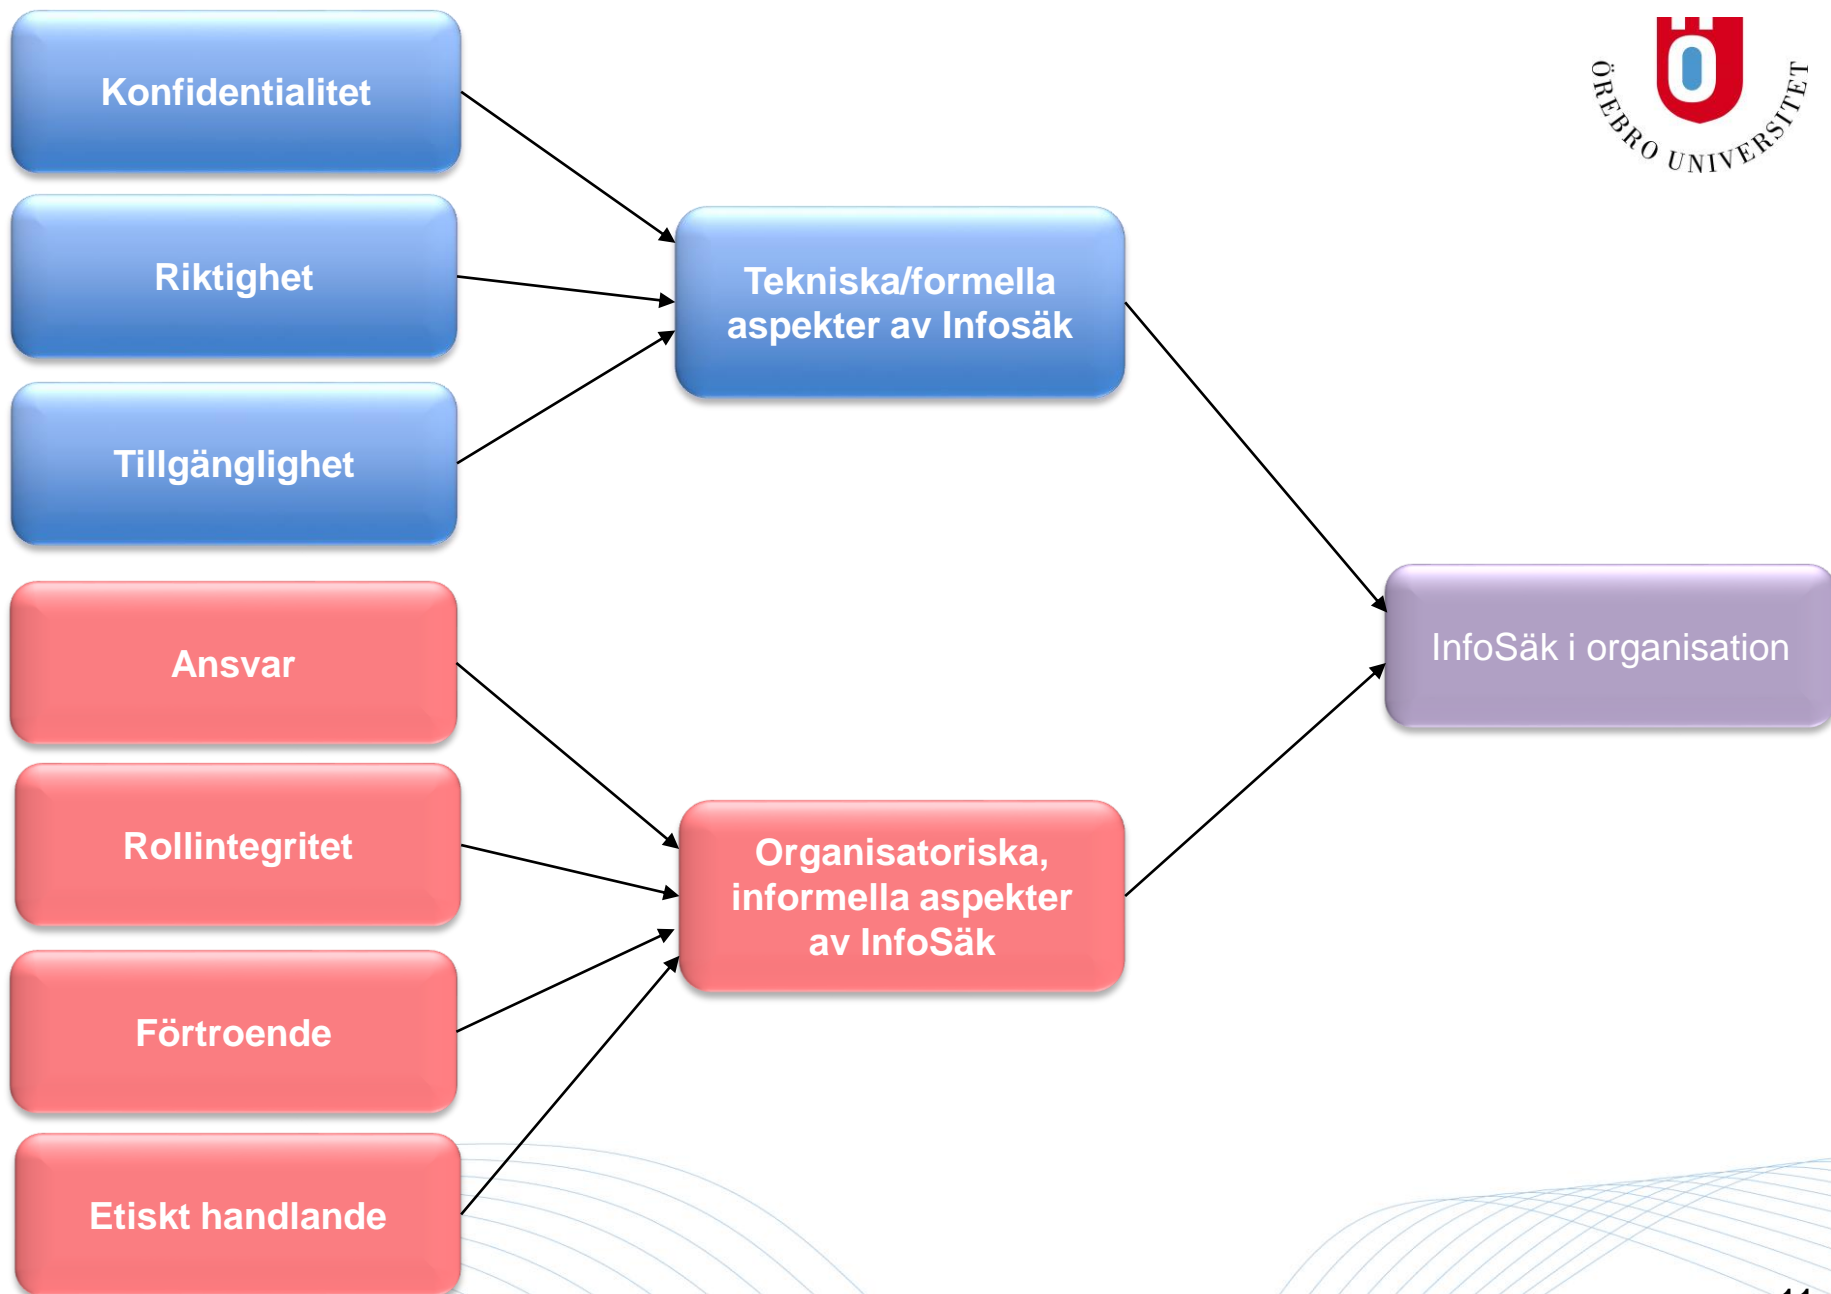 Konfidentialitet
ÖREBRO UNIVERSITET
Riktighet
Tekniska/formella
aspekter av Infosäk
Tillgänglighet
Ansvar
InfoSäk i organisation
Rollintegritet
Organisatoriska,
informella aspekter
av InfoSäk
Förtroende
Etiskt handlande